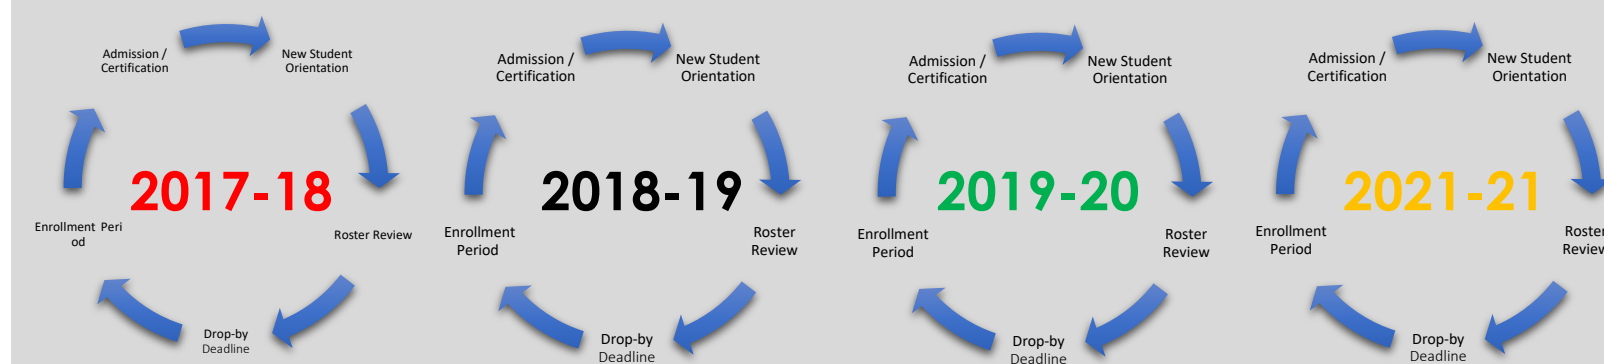 Admission /
Certification
New Student
Orientation
2017-18
Enrollment Peri
od
Roster Review
Drop-by
Deadline
Admission /
Certification
New Student
Orientation
2018-19
Enrollment
Period
Roster
Review
Drop-by
Deadline
Admission /
Certification
New Student
Orientation
2019-20
Enrollment
Period
Roster
Review
Drop-by
Deadline
Admission /
Certification
New Student
Orientation
2021-21
Enrollment
Period
Roster
Review
Drop-by
Deadline